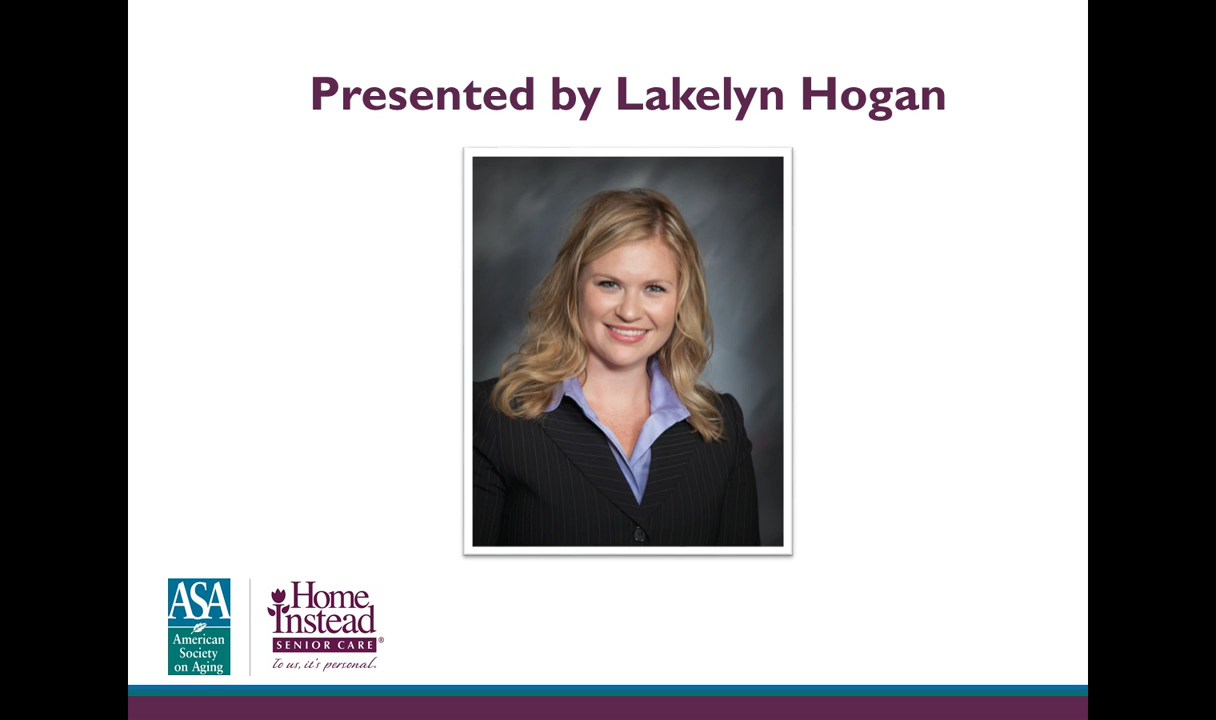 Presented by Lakelyn Hogan
ASA
American
Society
on Aging
Home
Instead
SENIOR CARE®
To us, it's personal.